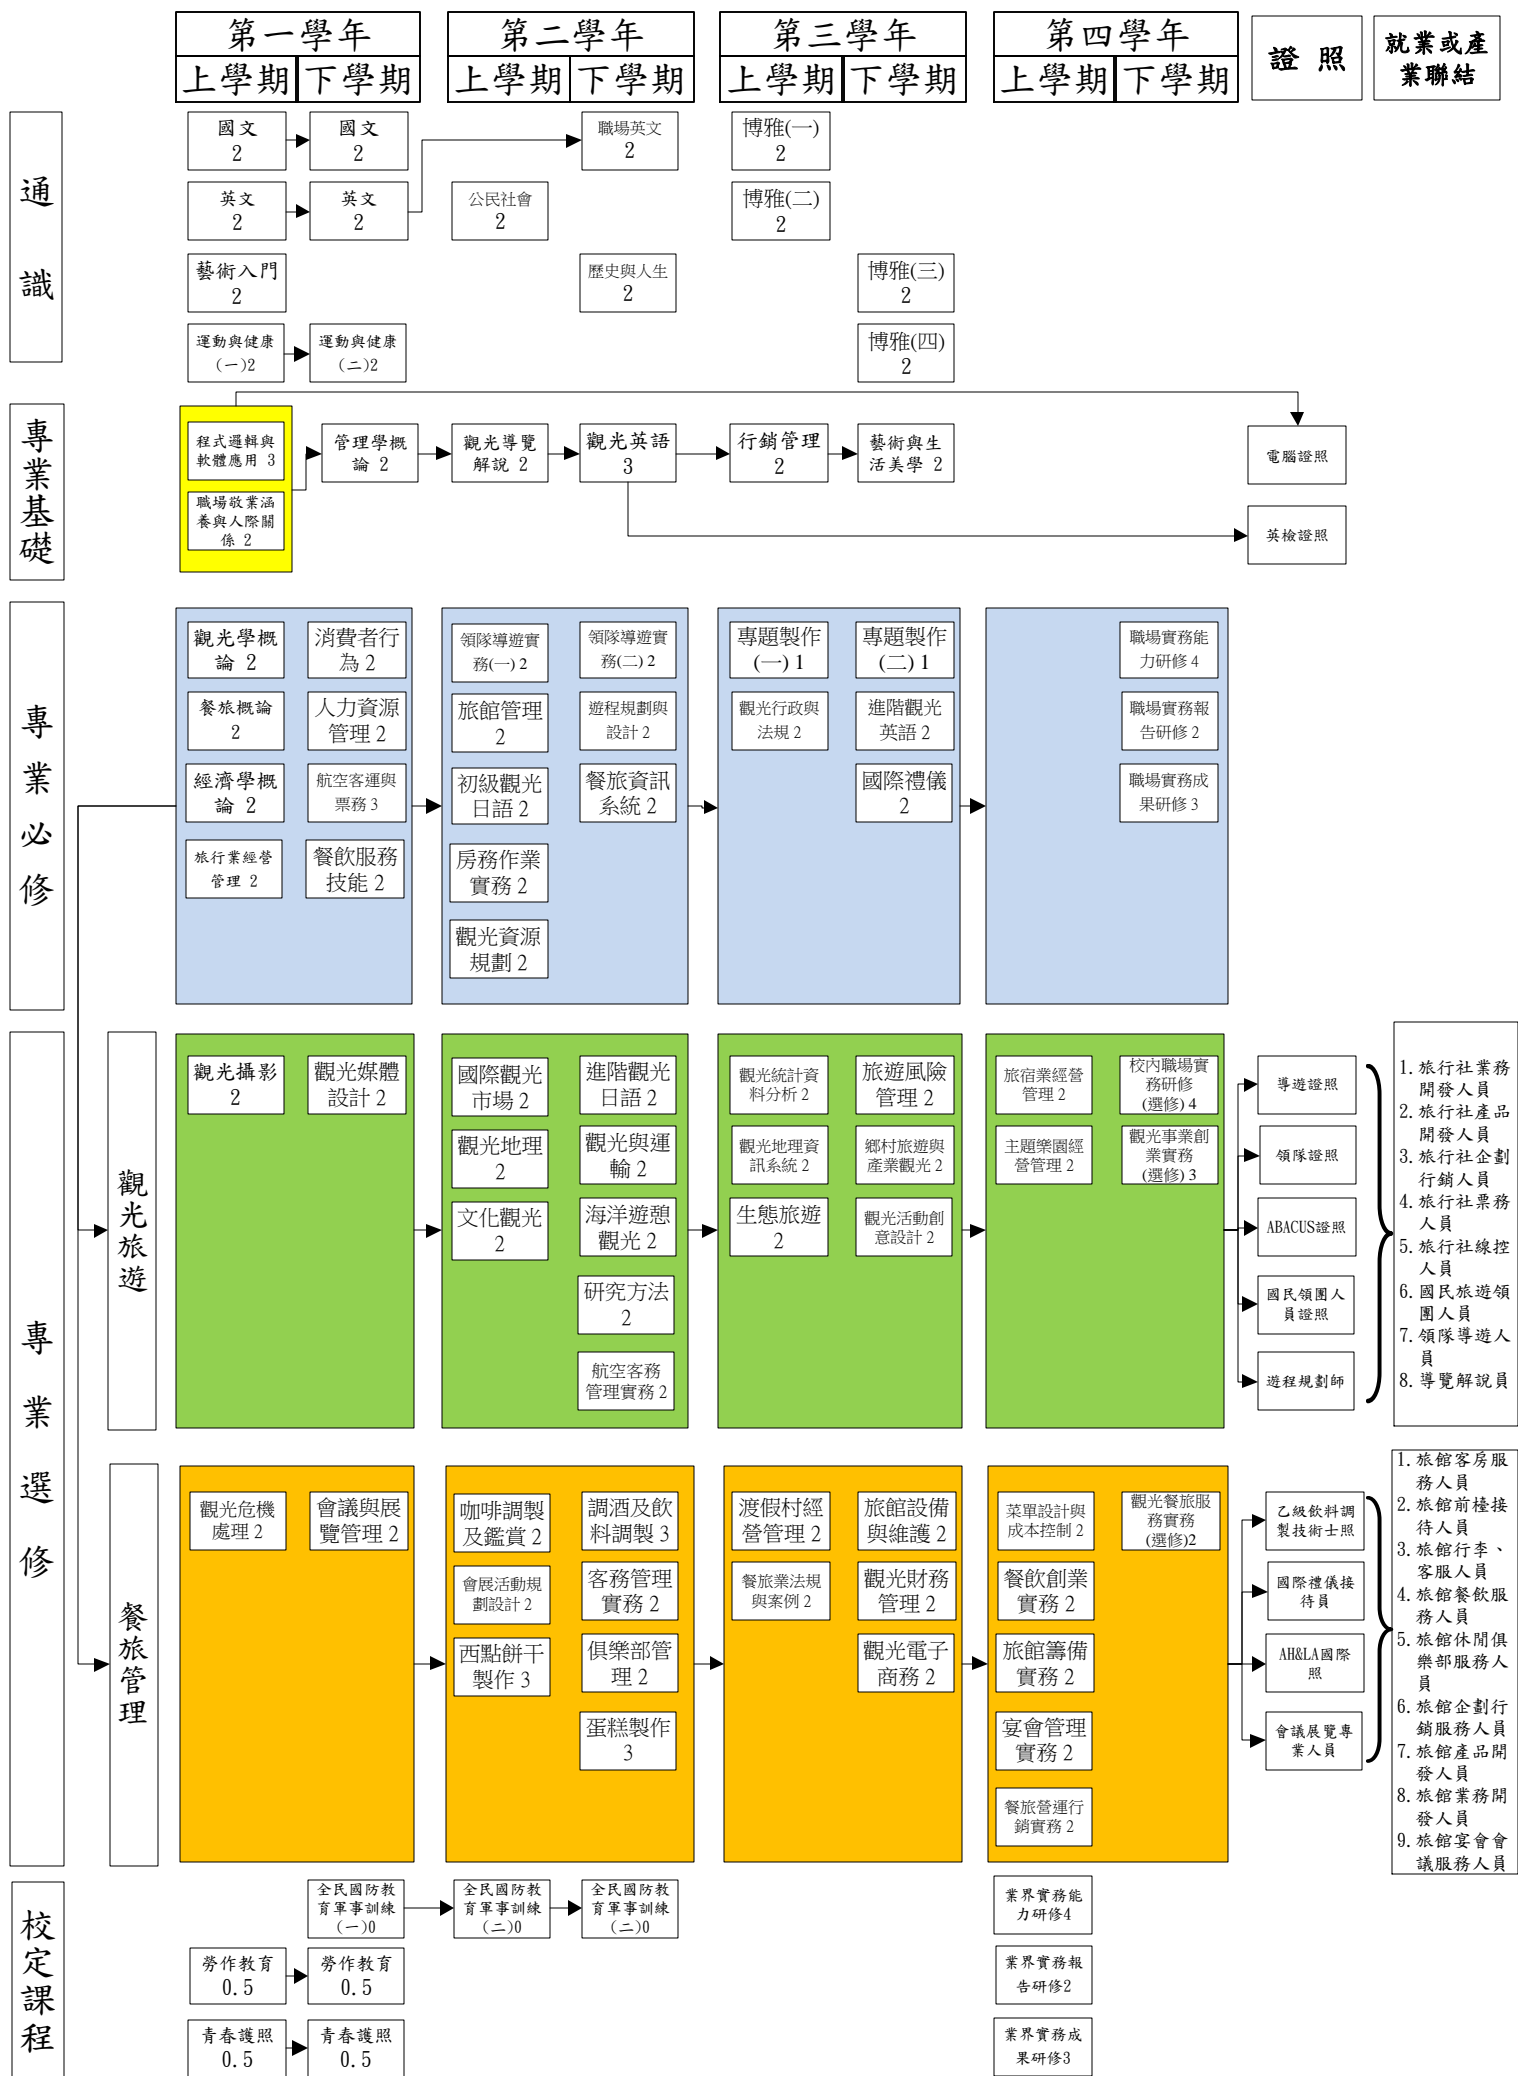 第一學年
第二學年
第三學年
第四學年
上學期
下學期
上學期
下學期
上學期
下學期
上學期
下學期
證 照
就業或產
業聯結
通
識
國文
2
國文
2
職場英文
2
博雅(一)
2
英文
2
英文
2
公民社會
2
博雅(二)
2
藝術入門
2
歷史與人生
2
博雅(三)
2
運動與健康
(一)2
運動與健康
(二)2
博雅(四)
2
專
業
基
礎
程式邏輯與
軟體應用 3
職場敬業涵
養與人際關
係 2
管理學概
論 2
觀光導覽
解說 2
觀光英語
3
行銷管理
2
藝術與生
活美學 2
電腦證照
英檢證照
專
業
必
修
觀光學概
論 2
消費者行
為 2
領隊導遊實
務(一) 2
領隊導遊實
務(二) 2
專題製作
(一) 1
專題製作
(二) 1
職場實務能
力研修 4
餐旅概論
2
人力資源
管理 2
旅館管理
2
遊程規劃與
設計 2
觀光行政與
法規 2
進階觀光
英語 2
職場實務報
告研修 2
經濟學概
論 2
航空客運與
票務 3
初級觀光
日語 2
餐旅資訊
系統 2
國際禮儀
2
職場實務成
果研修 3
旅行業經營
管理 2
餐飲服務
技能 2
房務作業
實務 2
觀光資源
規劃 2
專
業
選
修
觀
光
旅
遊
觀光攝影
2
觀光媒體
設計 2
國際觀光
市場 2
進階觀光
日語 2
觀光統計資
料分析 2
旅遊風險
管理 2
旅宿業經營
管理 2
校內職場實
務研修
(選修) 4
觀光地理
2
觀光與運
輸 2
觀光地理資
訊系統 2
鄉村旅遊與
產業觀光 2
主題樂園經
營管理 2
觀光事業創
業實務
(選修) 3
文化觀光
2
海洋遊憩
觀光 2
生態旅遊
2
觀光活動創
意設計 2
研究方法
2
航空客務
管理實務 2
導遊證照
領隊證照
ABACUS證照
國民領團人
員證照
遊程規劃師
1. 旅行社業務
開發人員
2. 旅行社產品
開發人員
3. 旅行社企劃
行銷人員
4. 旅行社票務
人員
5. 旅行社線控
人員
6. 國民旅遊領
團人員
7. 領隊導遊人
員
8. 導覽解說員
餐
旅
管
理
觀光危機
處理 2
會議與展
覽管理 2
咖啡調製
及鑑賞 2
調酒及飲
料調製 3
渡假村經
營管理 2
旅館設備
與維護 2
菜單設計與
成本控制 2
觀光餐旅服
務實務
(選修)2
會展活動規
劃設計 2
客務管理
實務 2
餐旅業法規
與案例 2
觀光財務
管理 2
餐飲創業
實務 2
西點餅干
製作 3
俱樂部管
理 2
觀光電子
商務 2
旅館籌備
實務 2
蛋糕製作
3
宴會管理
實務 2
餐旅營運行
銷實務 2
乙級飲料調
製技術士照
國際禮儀接
待員
AH&LA國際
照
會議展覽專
業人員
1. 旅館客房服
務人員
2. 旅館前檯接
待人員
3. 旅館行李、
客服人員
4. 旅館餐飲服
務人員
5. 旅館休閒俱
樂部服務人
員
6. 旅館企劃行
銷服務人員
7. 旅館產品開
發人員
8. 旅館業務開
發人員
9. 旅館宴會會
議服務人員
校
定
課
程
全民國防教
育軍事訓練
(一)0
全民國防教
育軍事訓練
(二)0
全民國防教
育軍事訓練
(二)0
業界實務能
力研修4
勞作教育
0.5
勞作教育
0.5
業界實務報
告研修2
青春護照
0.5
青春護照
0.5
業界實務成
果研修3